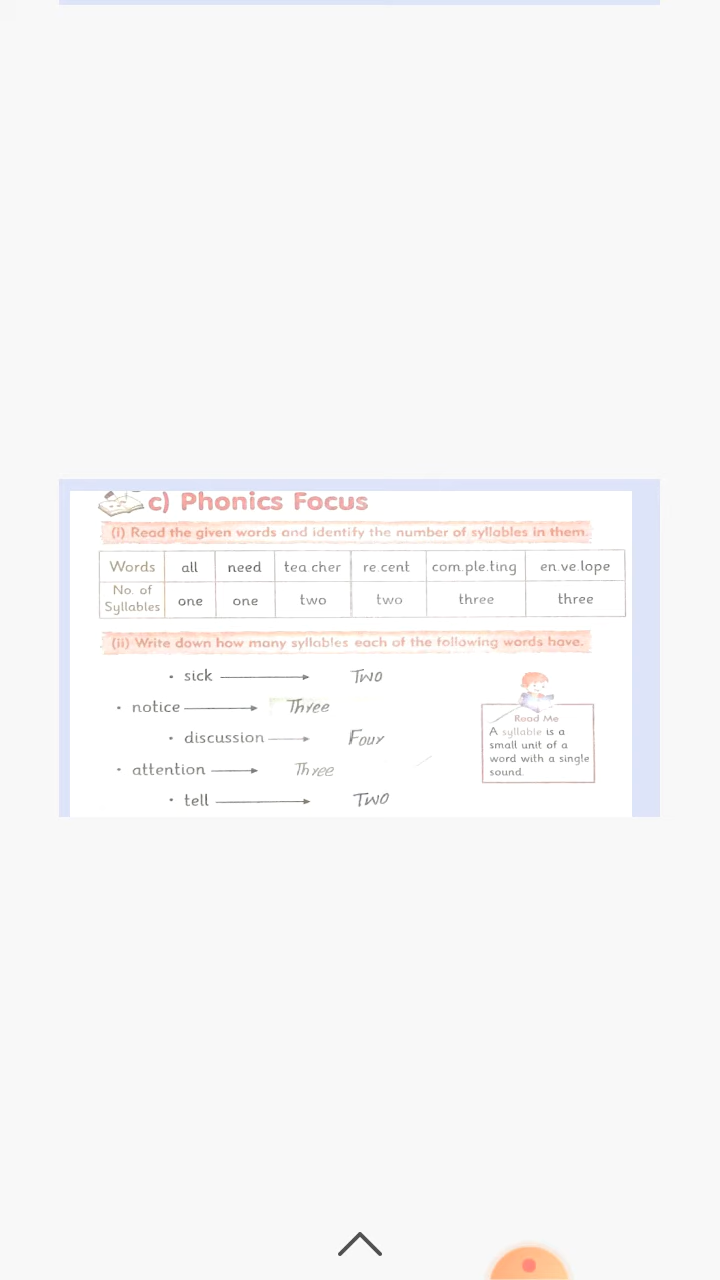 c) Phonics Focus
(i) Read the given words and identify the number of syllables in them.
Words all need tea cher re.cent com.ple.ting en.ve.lope
No. of Syllables one one two two three three
(ii) Write down how many syllables each of the following words have.
• sick Two
• notice Three
• discussion Four
• attention Three
• tell Two
Read Me
A syllable is a
small unit of a
word with a single
sound.